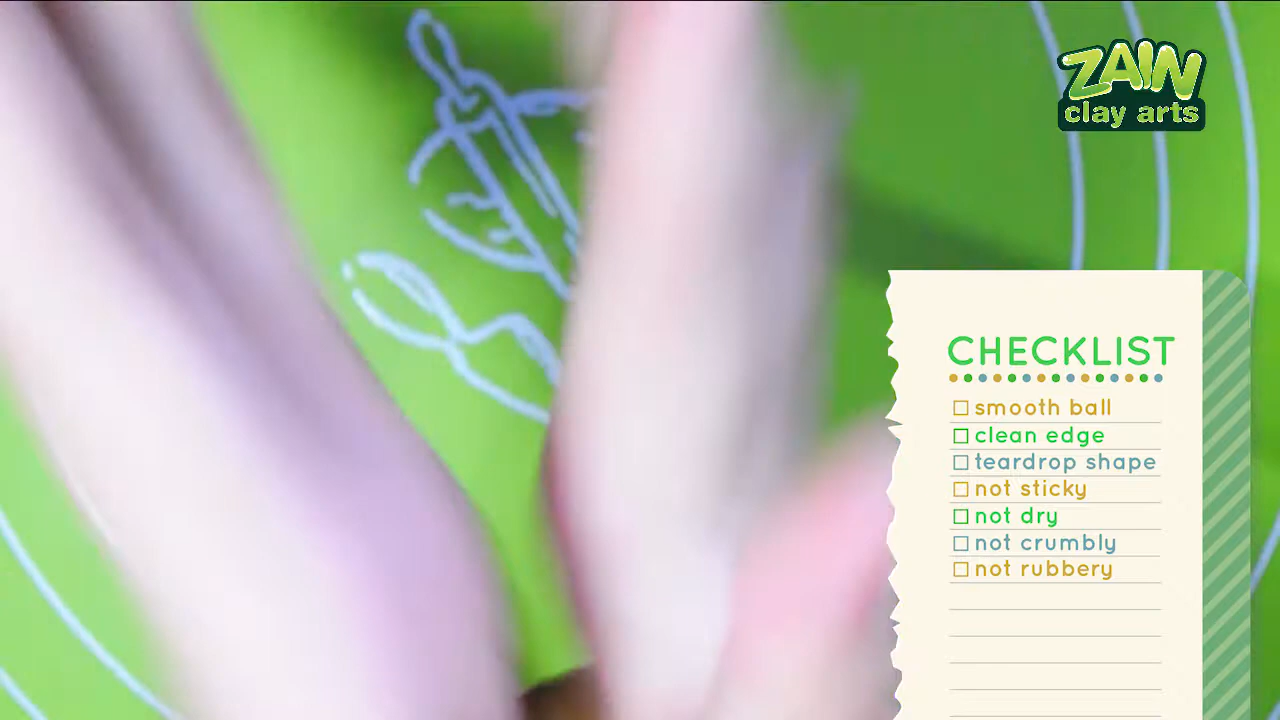 ZAIN
clay arts
CHECKLIST
smooth ball
clean edge
teardrop shape
not sticky
not dry
not crumbly
not rubbery